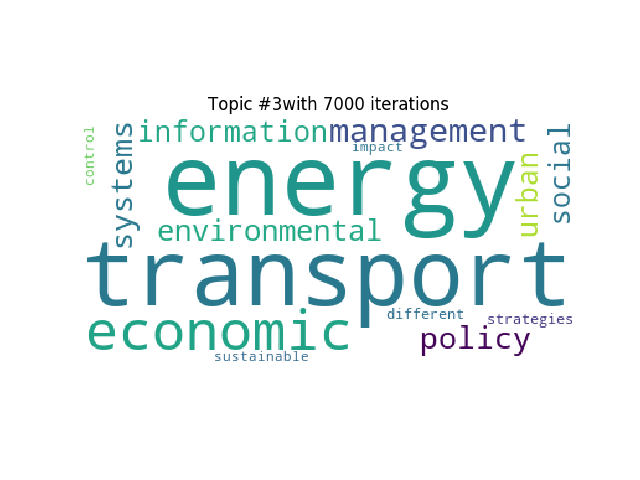 Topic #3with 7000 iterations
control
systems
information
management
impact
energy
urban
social
environmental
transport
economic
different
strategies
policy
sustainable